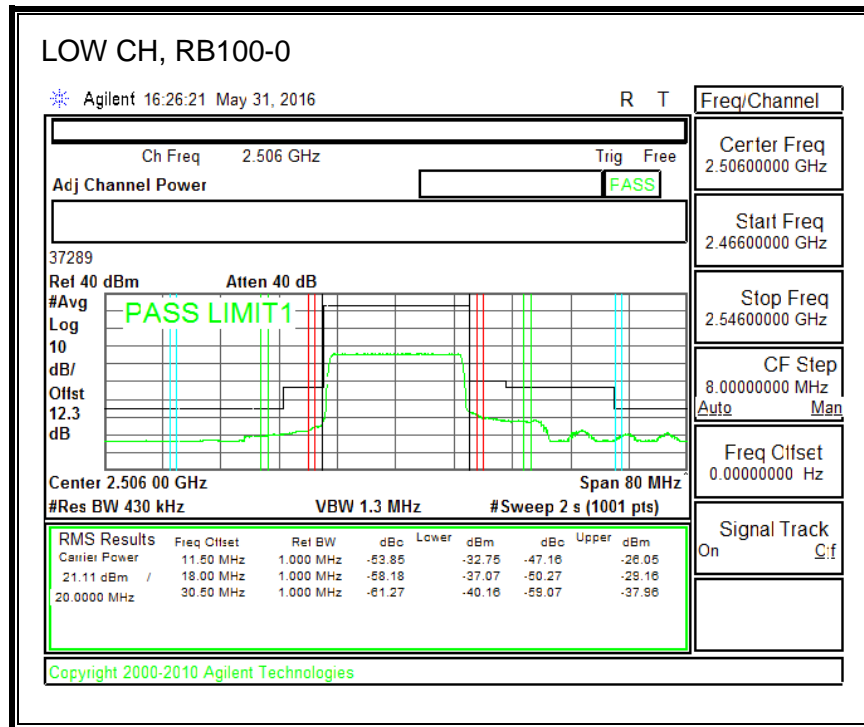 LOW CH, RB100-0
Agilent 16:26:21 May 31, 2016 R T
Freq/Channel
Ch Freq 2.506 GHz Trig Free
Adj Channel Power PASS
Center Freq
2.50600000 GHz
Start Freq
2.46600000 GHz
Stop Freq
2.54600000 GHz
CF Step
8.00000000 MHz
Auto Man
Freq Offset
0.00000000 Hz
Signal Track
On Off
37289
Ref 40 dBm Atten 40 dB
#Avg
Log
10
dB/
Offst
12.3
dB
PASS LIMIT1
Center 2.506 00 GHz Span 80 MHz
#Res BW 430 kHz VBW 1.3 MHz #Sweep 2 s (1001 pts)
RMS Results Freq Offset Ref BW dBc Lower dBm dBc Upper dBm
Carrier Power 11.50 MHz 1.000 MHz -53.85 -32.75 -47.16 -26.05
21.11 dBm / 18.00 MHz 1.000 MHz -58.18 -37.07 -50.27 -29.16
20.0000 MHz 30.50 MHz 1.000 MHz -61.27 -40.16 -59.07 -37.96
Copyright 2000-2010 Agilent Technologies